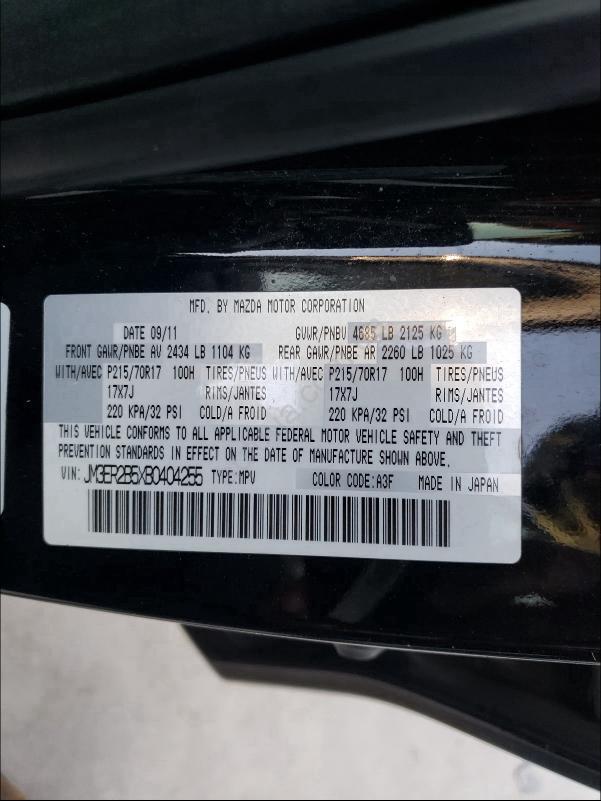 MFD. BY MAZDA MOTOR CORPORATION
DATE 09/11 GVWR/PNBV 4685 LB 2125 KG
FRONT GAWR/PNBE AV 2434 LB 1104 KG REAR GAWR/PNBE AR 2260 LB 1025 KG
WITH/AVEC P215/70R17 100H TIRES/PNEUS WITH/AVEC P215/70R17 100H TIRES/PNEUS
17X7J RIMS/JANTES 17X7J RIMS/JANTES
220 KPA/32 PSI COLD/A FROID 220 KPA/32 PSI COLD/A FROID
THIS VEHICLE CONFORMS TO ALL APPLICABLE FEDERAL MOTOR VEHICLE SAFETY AND THEFT
PREVENTION STANDARDS IN EFFECT ON THE DATE OF MANUFACTURE SHOWN ABOVE.
VIN: JM3ER2B5XB0404255 TYPE:MPV COLOR CODE:A3F MADE IN JAPAN